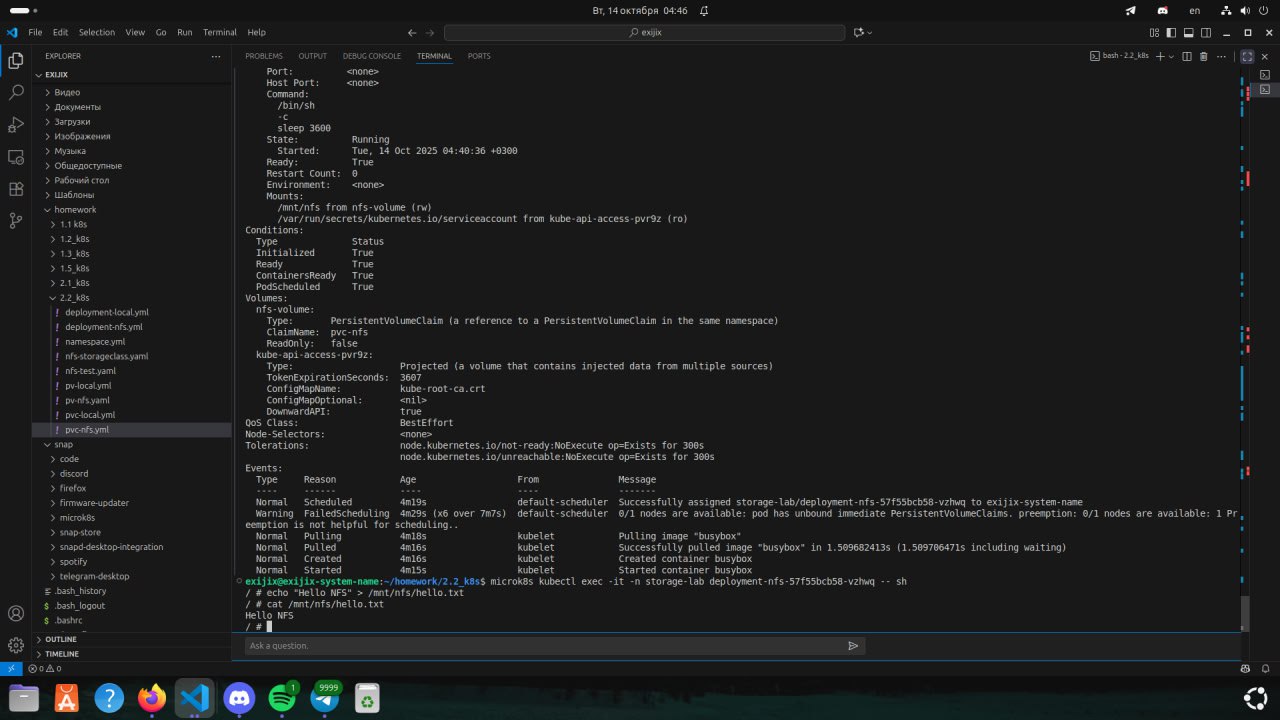 Вт, 14 октября 04:46
en
File Edit Selection View Go Run Terminal Help
exijix
EXPLORER
PROBLEMS OUTPUT DEBUG CONSOLE TERMINAL PORTS
bash - 2.2_k8s
EXIJIX
Видео
Документы
Загрузки
Изображения
Музыка
Общедоступные
Рабочий стол
Шаблоны
homework
1.1 k8s
1.2_k8s
1.3_k8s
1.5_k8s
2.1_k8s
2.2_k8s
! deployment-local.yml
! deployment-nfs.yml
! namespace.yml
! nfs-storageclass.yaml
! nfs-test.yaml
! pv-local.yml
! pv-nfs.yaml
! pvc-local.yml
! pvc-nfs.yml
snap
code
discord
firefox
firmware-updater
microk8s
snap-store
snapd-desktop-integration
spotify
telegram-desktop
.bash_history
$ .bash_logout
$ .bashrc
OUTLINE
TIMELINE
Port: <none>
Host Port: <none>
Command:
/bin/sh
-c
sleep 3600
State: Running
Started: Tue, 14 Oct 2025 04:40:36 +0300
Ready: True
Restart Count: 0
Environment: <none>
Mounts:
/mnt/nfs from nfs-volume (rw)
/var/run/secrets/kubernetes.io/serviceaccount from kube-api-access-pvr9z (ro)
Conditions:
Type Status
Initialized True
Ready True
ContainersReady True
PodScheduled True
Volumes:
nfs-volume:
Type: PersistentVolumeClaim (a reference to a PersistentVolumeClaim in the same namespace)
ClaimName: pvc-nfs
ReadOnly: false
kube-api-access-pvr9z:
Type: Projected (a volume that contains injected data from multiple sources)
TokenExpirationSeconds: 3607
ConfigMapName: kube-root-ca.crt
ConfigMapOptional: <nil>
DownwardAPI: true
QoS Class: BestEffort
Node-Selectors: <none>
Tolerations: node.kubernetes.io/not-ready:NoExecute op=Exists for 300s
node.kubernetes.io/unreachable:NoExecute op=Exists for 300s
Events:
Type Reason Age From Message
---- ------ ---- ---- -------
Normal Scheduled 4m19s default-scheduler Successfully assigned storage-lab/deployment-nfs-57f55bcb58-vzhwq to exijix-system-name
Warning FailedScheduling 4m29s (x6 over 7m7s) default-scheduler 0/1 nodes are available: pod has unbound immediate PersistentVolumeClaims. preemption: 0/1 nodes are available: 1 Pr
eemption is not helpful for scheduling..
Normal Pulling 4m18s kubelet Pulling image "busybox"
Normal Pulled 4m16s kubelet Successfully pulled image "busybox" in 1.509682413s (1.509706471s including waiting)
Normal Created 4m16s kubelet Created container busybox
Normal Started 4m16s kubelet Started container busybox
exijix@exijix-system-name:~/homework/2.2_k8s$ microk8s kubectl exec -it -n storage-lab deployment-nfs-57f55bcb58-vzhwq -- sh
/ # echo "Hello NFS" > /mnt/nfs/hello.txt
/ # cat /mnt/nfs/hello.txt
Hello NFS
/ #
Ask a question.
0 0
1
9999